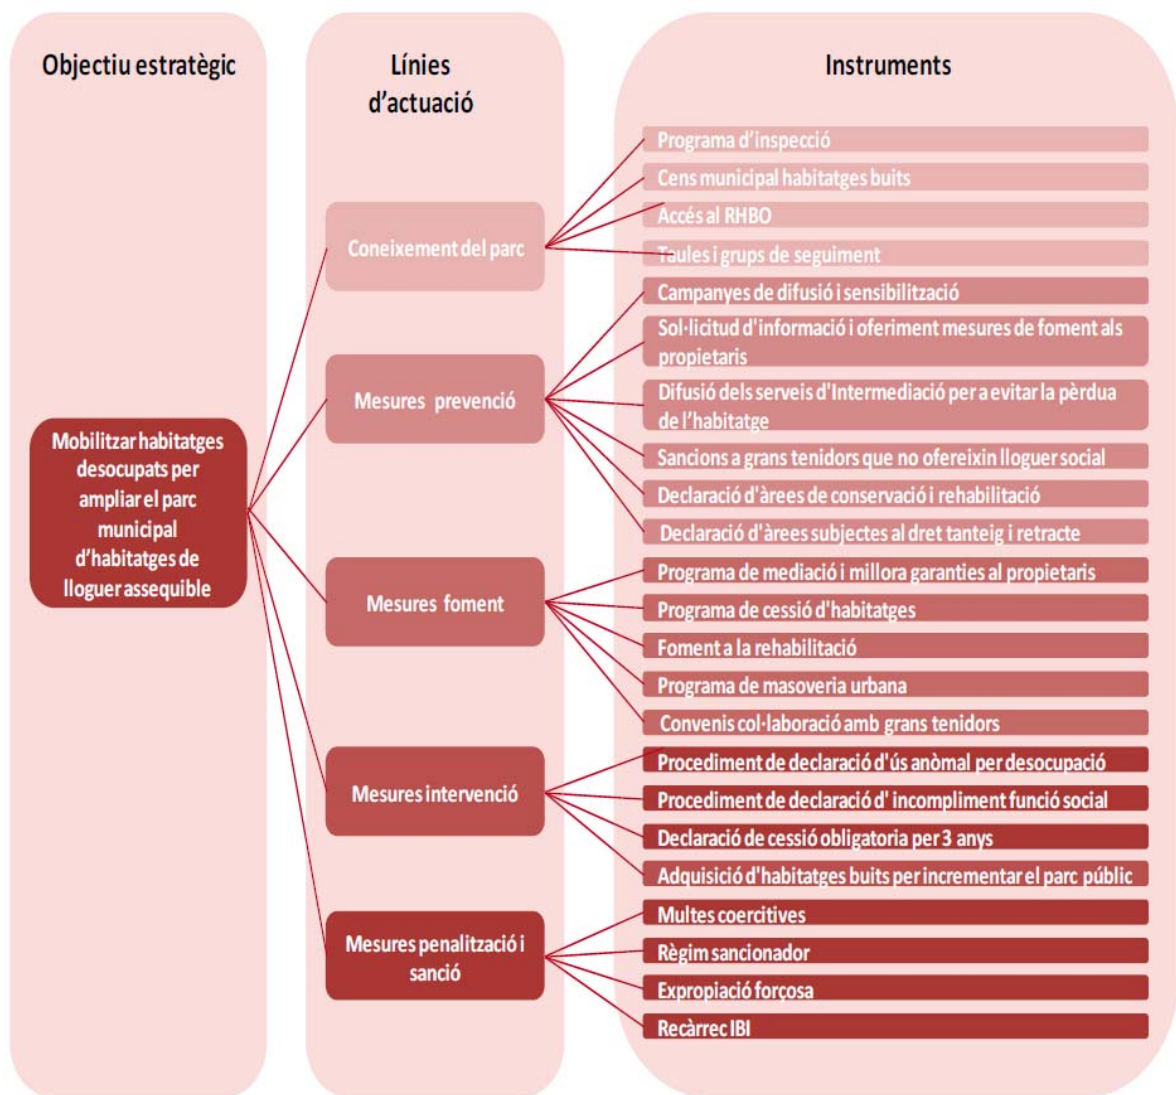 Objectiu estratègic
Línies
d'actuació
Instruments
Mobilitzar habitatges
desocupats per
ampliar el parc
municipal
d'habitatges de
lloguer assequible
Coneixement del parc
Mesures prevenció
Mesures foment
Mesures intervenció
Mesures penalització i
sanció
Programa d'inspecció
Cens municipal habitatges buits
Accés al RHBO
Taules i grups de seguiment
Campanyes de difusió i sensibilització
Sol·licitud d'informació i oferiment mesures de foment als
propietaris
Difusió dels serveis d'Intermediació per a evitar la pèrdua
de l'habitatge
Sancions a grans tenidors que no ofereixin lloguer social
Declaració d'àrees de conservació i rehabilitació
Declaració d'àrees subjectes al dret tanteig i retracte
Programa de mediació i millora garanties al propietaris
Programa de cessió d'habitatges
Foment a la rehabilitació
Programa de masoveria urbana
Convenis col·laboració amb grans tenidors
Procediment de declaració d'ús anòmal per desocupació
Procediment de declaració d' incompliment funció social
Declaració de cessió obligatoria per 3 anys
Adquisició d'habitatges buits per incrementar el parc públic
Multes coercitives
Règim sancionador
Expropiació forçosa
Recàrrec IBI